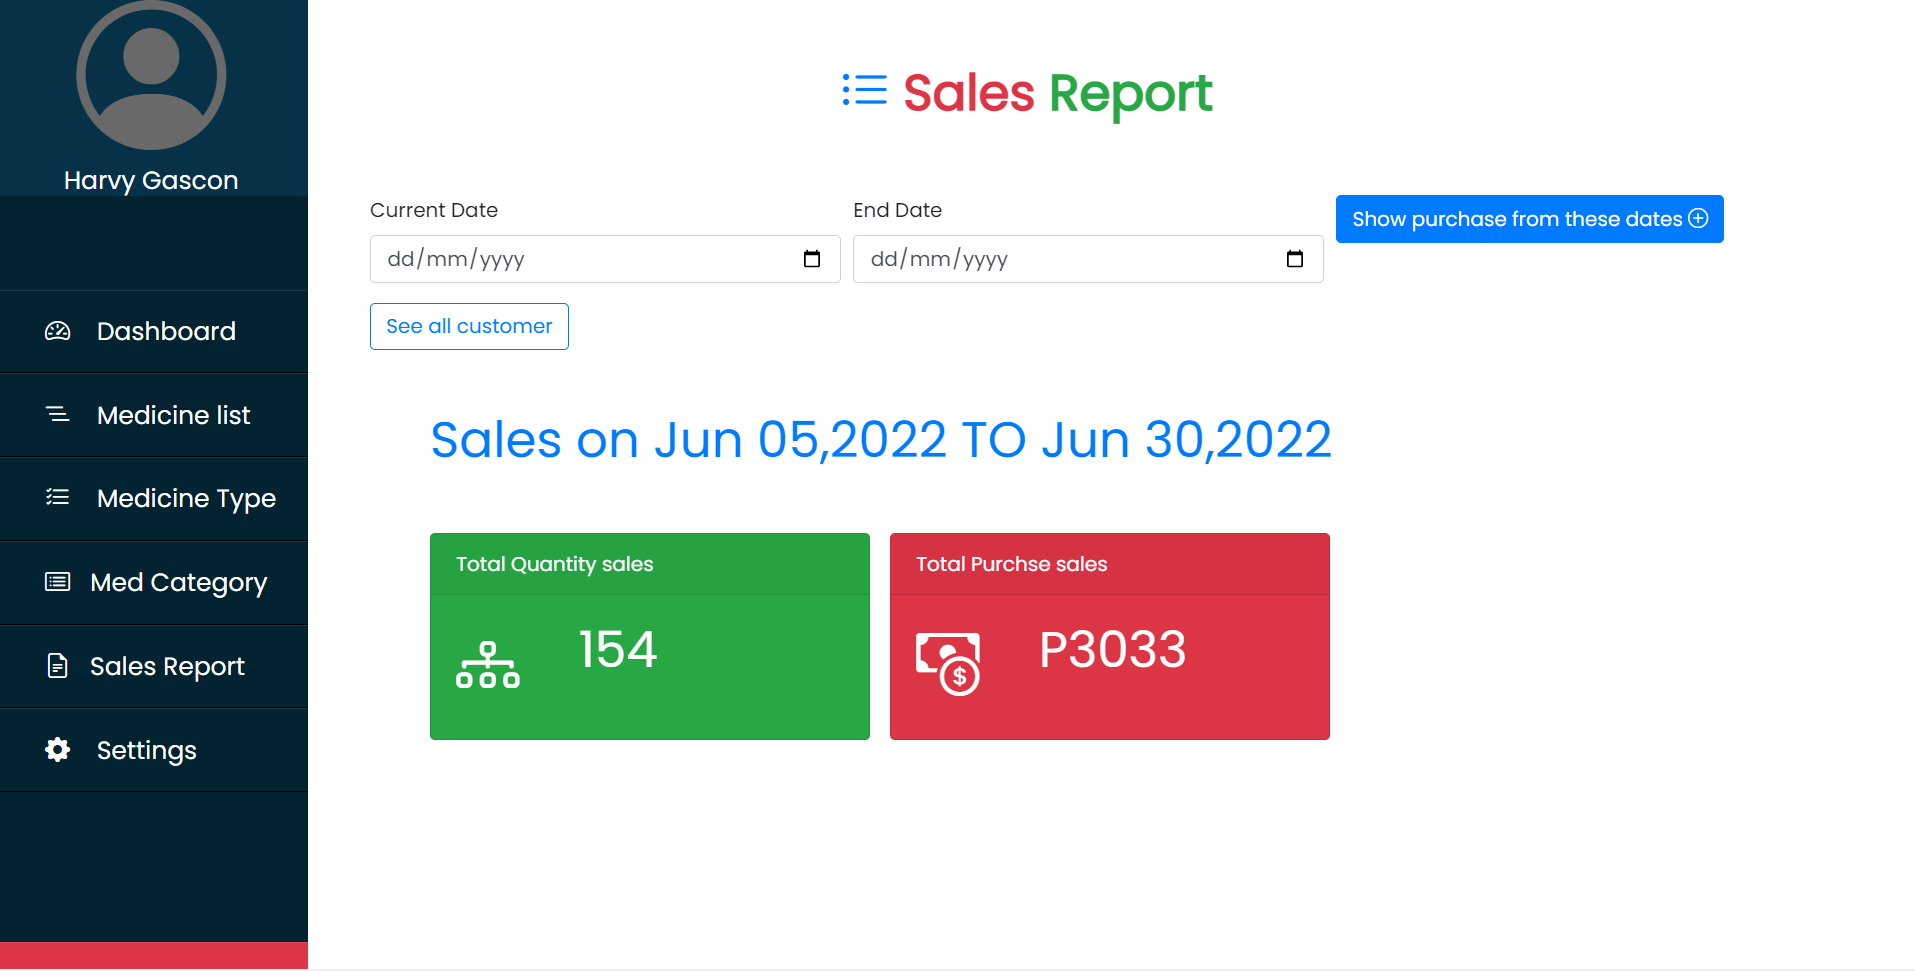 Harvy Gascon
Dashboard
Medicine list
Medicine Type
Med Category
Sales Report
Settings
Sales Report
Current Date
dd/mm/yyyy
End Date
dd/mm/yyyy
Show purchase from these dates
See all customer
Sales on Jun 05,2022 TO Jun 30,2022
Total Quantity sales
154
Total Purchse sales
$
P3033